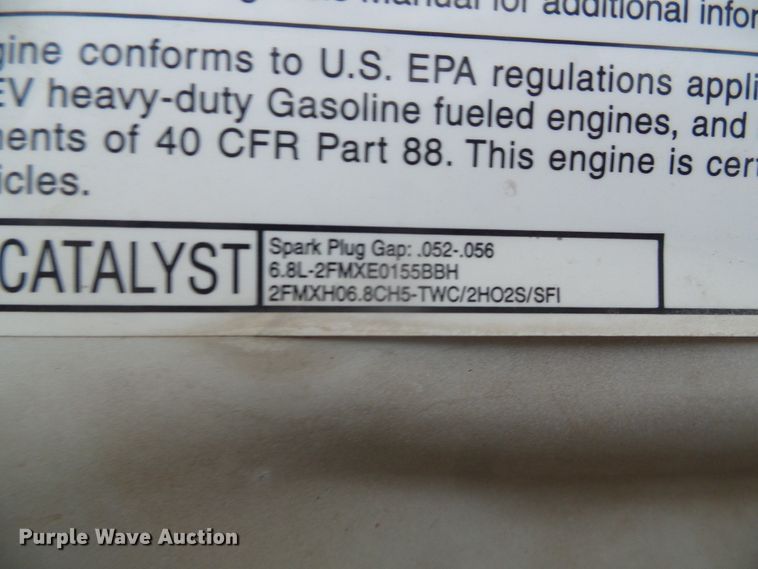 Manual for additional infor
gine conforms to U.S. EPA regulations appli
EV heavy-duty Gasoline fueled engines, and
ents of 40 CFR Part 88. This engine is cer
icles.
CATALYST
Spark Plug Gap: .052-.056
6.8L-2FMXE0155BBH
2FMXH06.8CH5-TWC/2HO2S/SFI
Purple Wave Auction